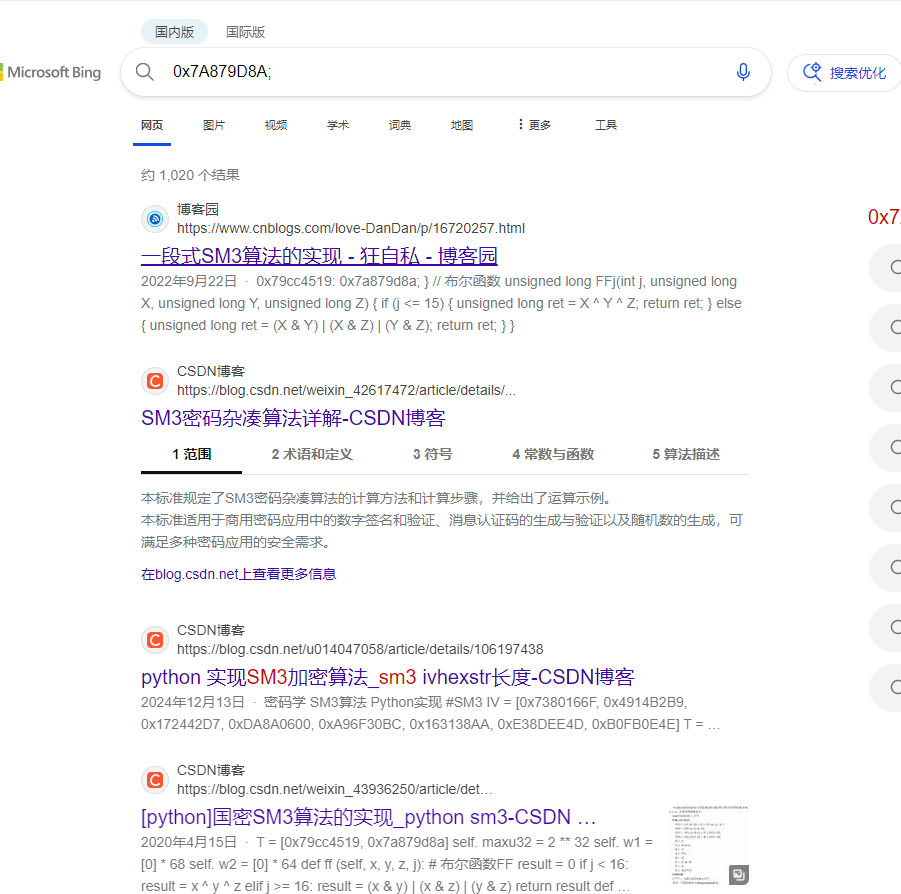 国内版 国际版
Microsoft Bing
0x7A879D8A;
搜索优化
网页 图片 视频 学术 词典 地图 更多 工具
约 1,020 个结果
0x7
博客园
https://www.cnblogs.com/love-DanDan/p/16720257.html
一段式SM3算法的实现 - 狂自私 - 博客园
2022年9月22日 · 0x79cc4519: 0x7a879d8a; } // 布尔函数 unsigned long FFj(int j, unsigned long
X, unsigned long Y, unsigned long Z) { if (j <= 15) { unsigned long ret = X ^ Y ^ Z; return ret; } else
{ unsigned long ret = (X & Y) | (X & Z) | (Y & Z); return ret; } }
CSDN博客
https://blog.csdn.net/weixin_42617472/article/details/...
SM3密码杂凑算法详解-CSDN博客
1 范围 2 术语和定义 3 符号 4 常数与函数 5 算法描述
本标准规定了SM3密码杂凑算法的计算方法和计算步骤，并给出了运算示例。
本标准适用于商用密码应用中的数字签名和验证、消息认证码的生成与验证以及随机数的生成，可
满足多种密码应用的安全需求。
在blog.csdn.net上查看更多信息
CSDN博客
https://blog.csdn.net/u014047058/article/details/106197438
python 实现SM3加密算法_sm3 ivhexstr长度-CSDN博客
2024年12月13日 · 密码学 SM3算法 Python实现 #SM3 IV = [0x7380166F, 0x4914B2B9,
0x172442D7, 0xDA8A0600, 0xA96F30BC, 0x163138AA, 0xE38DEE4D, 0xB0FB0E4E] T = …
CSDN博客
https://blog.csdn.net/weixin_43936250/article/det…
[python]国密SM3算法的实现_python sm3-CSDN …
2020年4月15日 · T = [0x79cc4519, 0x7a879d8a] self. maxu32 = 2 ** 32 self. w1 =
[0] * 68 self. w2 = [0] * 64 def ff (self, x, y, z, j): # 布尔函数FF result = 0 if j < 16:
result = x ^ y ^ z elif j >= 16: result = (x & y) | (x & z) | (y & z) return result def …